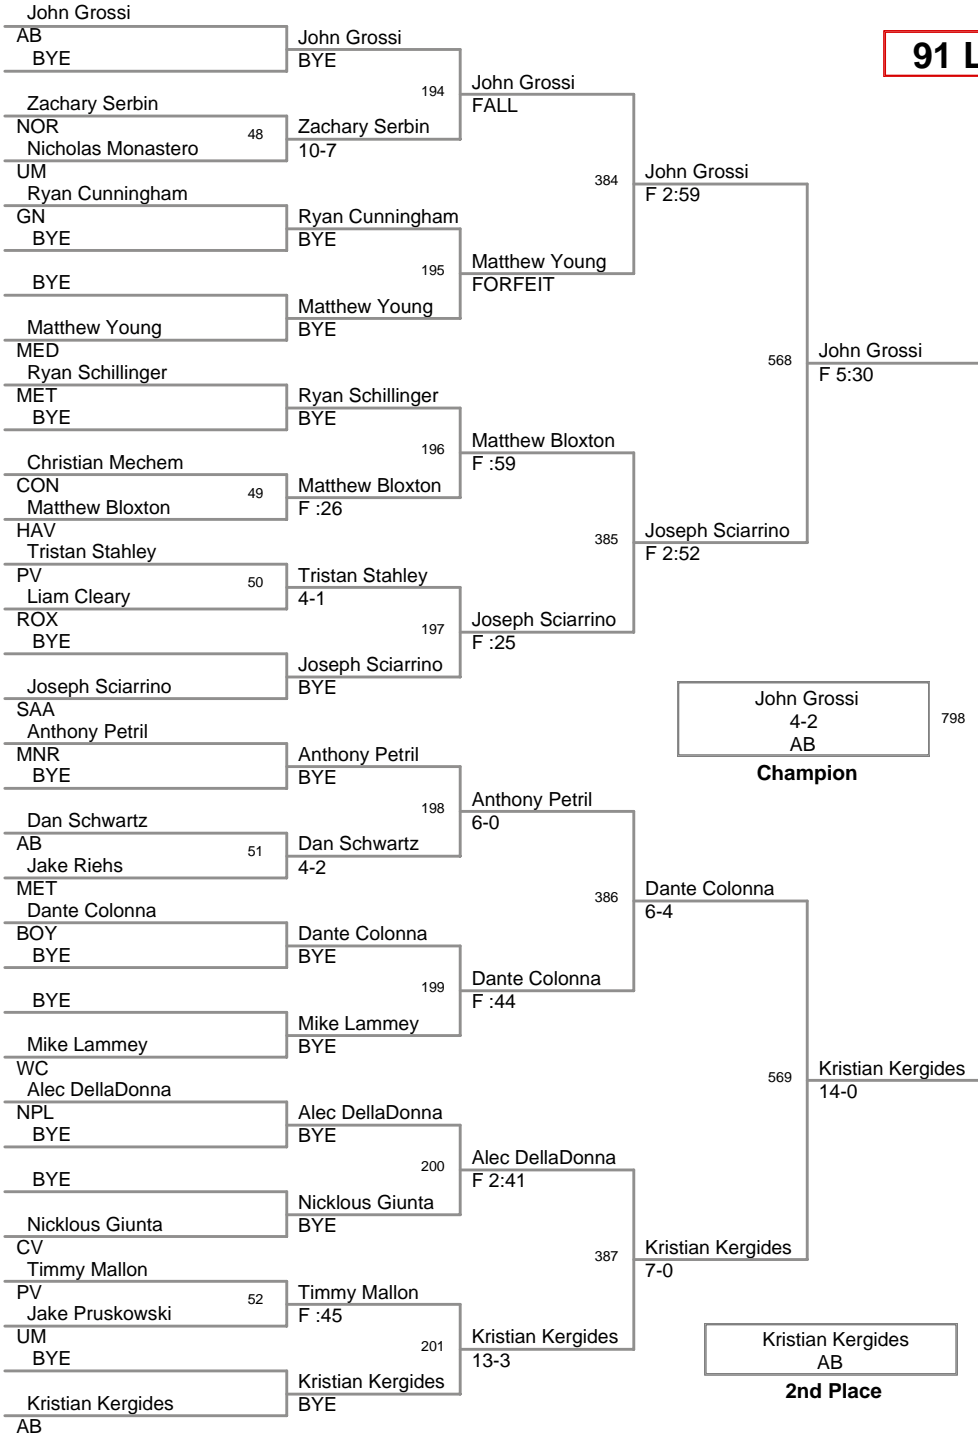 John Grossi
AB
BYE
Zachary Serbin
NOR
48
Nicholas Monastero
UM
Ryan Cunningham
GN
BYE
BYE
Matthew Young
MED
Ryan Schillinger
MET
BYE
Christian Mechem
CON
49
Matthew Bloxton
HAV
Tristan Stahley
PV
50
Liam Cleary
ROX
BYE
Joseph Sciarrino
SAA
Anthony Petril
MNR
BYE
Dan Schwartz
AB
51
Jake Riehs
MET
Dante Colonna
BOY
BYE
BYE
Mike Lammey
WC
Alec DellaDonna
NPL
BYE
BYE
Nicklous Giunta
CV
Timmy Mallon
PV
52
Jake Pruskowski
UM
BYE
Kristian Kergides
AB
John Grossi
BYE
194
Zachary Serbin
10-7
Ryan Cunningham
BYE
195
Matthew Young
BYE
Ryan Schillinger
BYE
196
Matthew Bloxton
F :26
Tristan Stahley
4-1
197
Joseph Sciarrino
BYE
Anthony Petril
BYE
198
Dan Schwartz
4-2
Dante Colonna
BYE
199
Mike Lammey
BYE
Alec DellaDonna
BYE
200
Nicklous Giunta
BYE
Timmy Mallon
F :45
201
Kristian Kergides
BYE
John Grossi
FALL
384
Matthew Young
FORFEIT
Matthew Bloxton
F :59
385
Joseph Sciarrino
F :25
Anthony Petril
6-0
386
Dante Colonna
F :44
Alec DellaDonna
F 2:41
387
Kristian Kergides
13-3
John Grossi
F 2:59
568
Joseph Sciarrino
F 2:52
Dante Colonna
6-4
569
Kristian Kergides
7-0
91 L
John Grossi
F 5:30
John Grossi
4-2
AB
798
Champion
Kristian Kergides
14-0
Kristian Kergides
AB
2nd Place